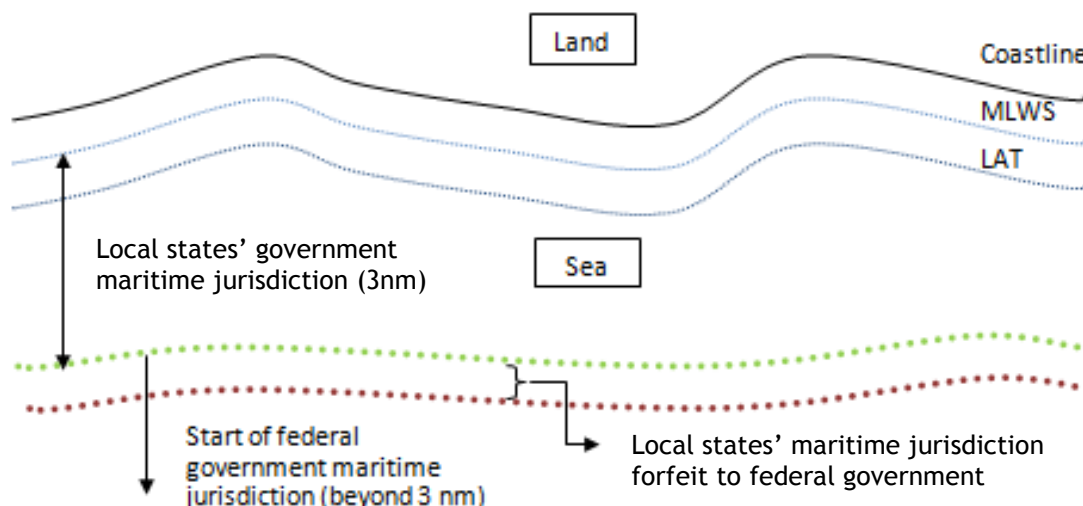 Land
Coastline
MLWS
LAT
Local states’ government
maritime jurisdiction (3nm)
Sea
Start of federal
government maritime
jurisdiction (beyond 3 nm)
Local states’ maritime jurisdiction
forfeit to federal government